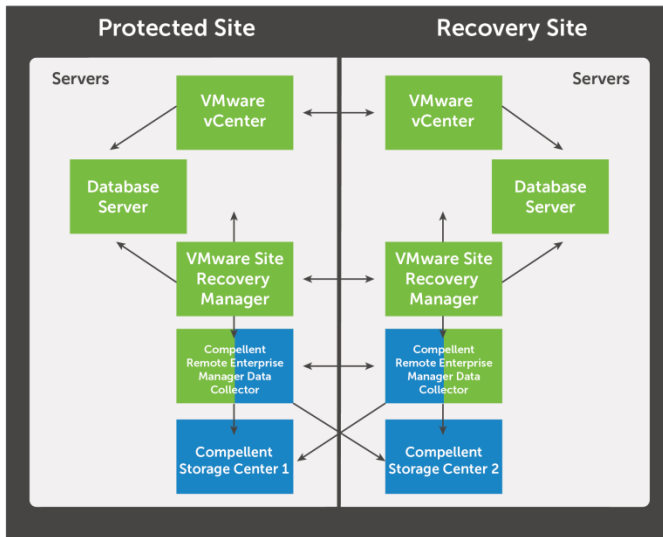 Protected Site
Recovery Site
Servers
Servers
VMware
vCenter
VMware
vCenter
Database
Server
Database
Server
VMware Site
Recovery
Manager
VMware Site
Recovery
Manager
Compellent
Remote Enterprise
Manager Data
Collector
Compellent
Remote Enterprise
Manager Data
Collector
Compellent
Storage Center 1
Compellent
Storage Center 2